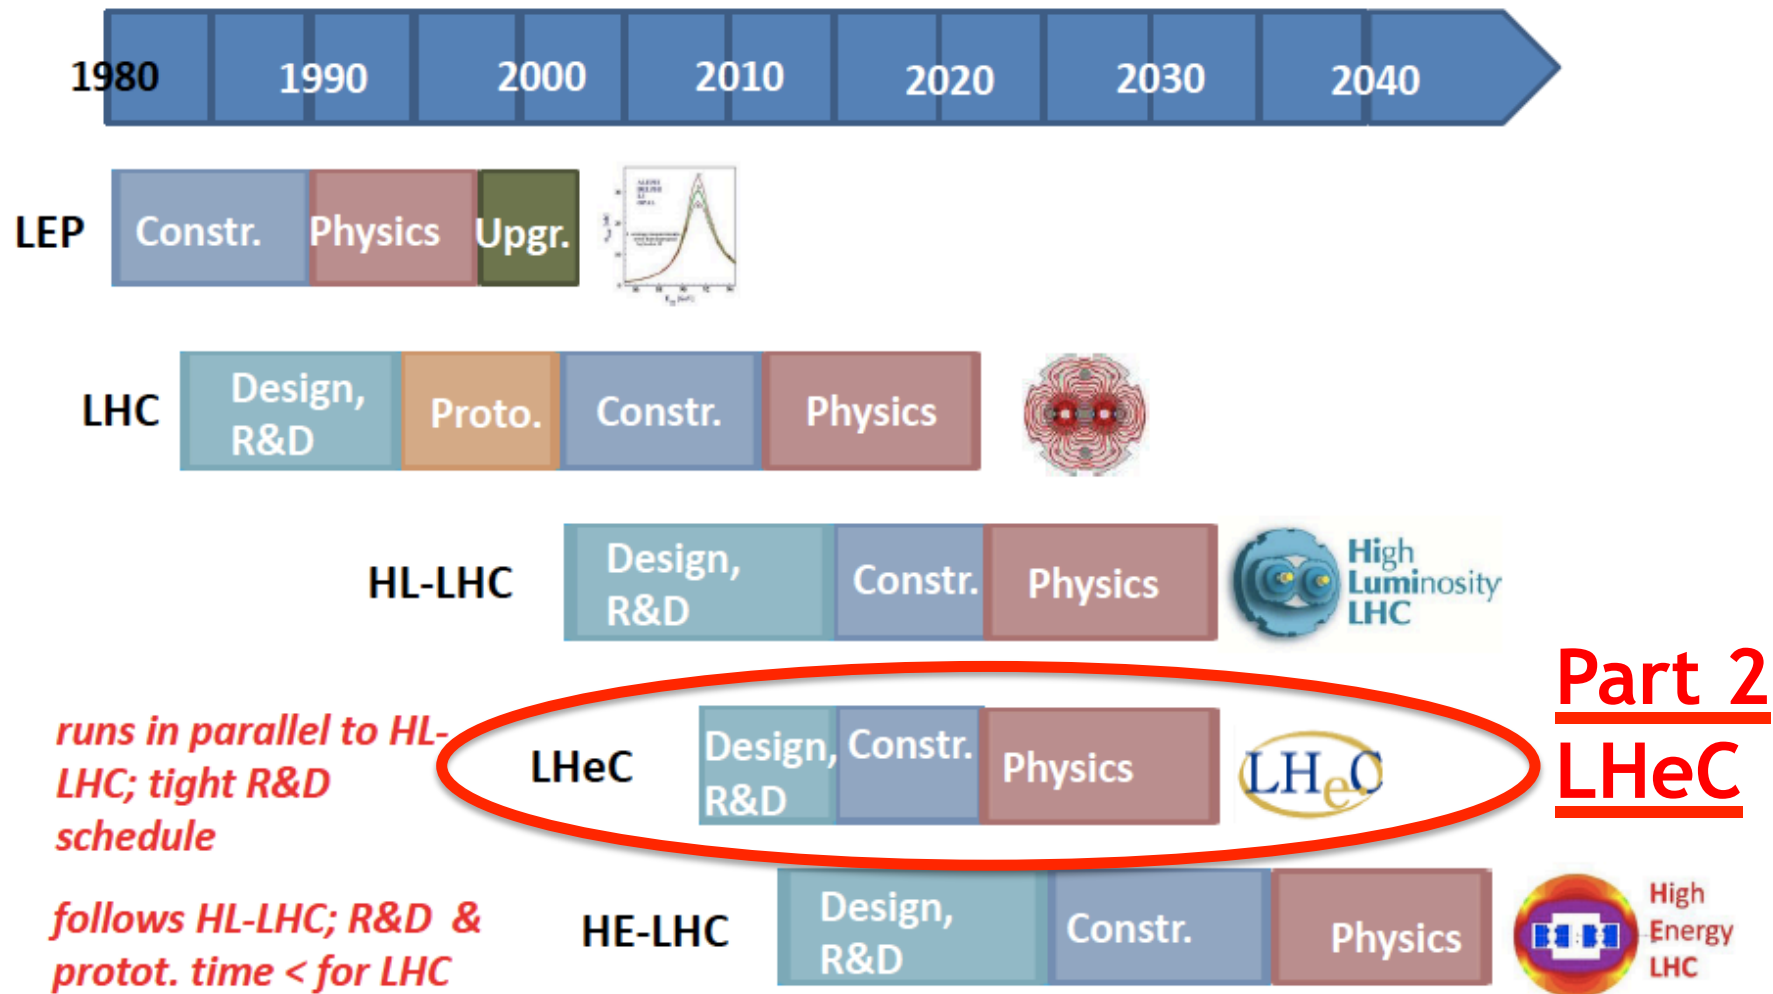 1980 1990 2000 2010 2020 2030 2040
LEP Constr. Physics Upgr.
LHC
Design,
R&D
Proto. Constr. Physics
HL-LHC
Design,
R&D
Constr. Physics
High
Luminosity
LHC
runs in parallel to HL-
LHC; tight R&D
schedule
LHeC
Design,
R&D
Constr. Physics
LHeC
Part 2
LHeC
follows HL-LHC; R&D &
protot. time < for LHC
HE-LHC
Design,
R&D
Constr. Physics
High
Energy
LHC